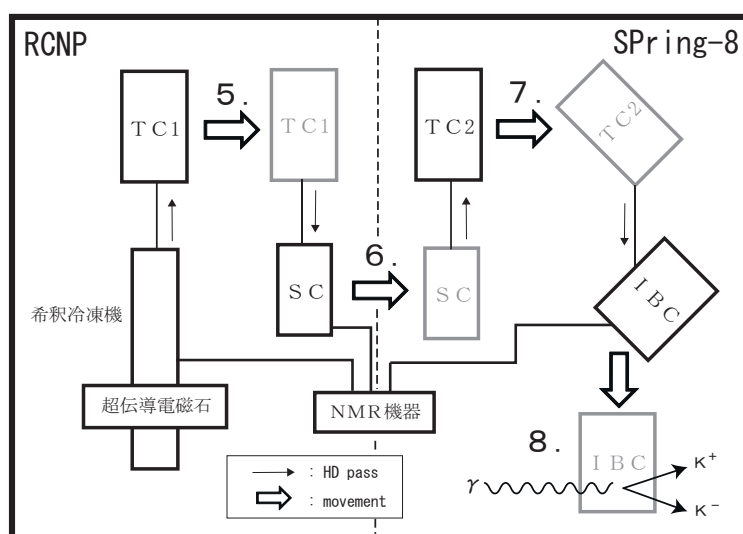 RCNP
SPring-8
5.
7.
TC1
TC1
TC2
TC2
6.
SC
SC
IBC
希釈冷凍機
超伝導電磁石
NMR機器
8.
IBC
γ
K+
K−
: HD pass
: movement